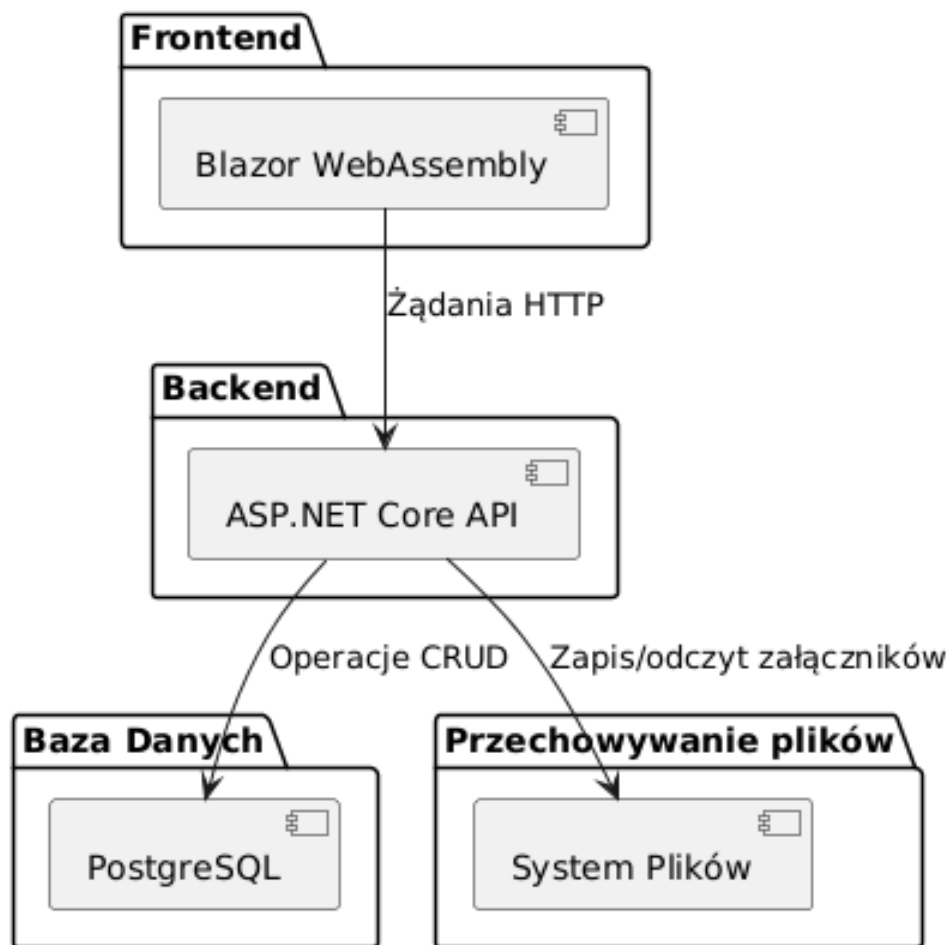 Frontend
Blazor WebAssembly
Żądania HTTP
Backend
ASP.NET Core API
Operacje CRUD
Zapis/odczyt załączników
Baza Danych
Przechowywanie plików
PostgreSQL
System Plików